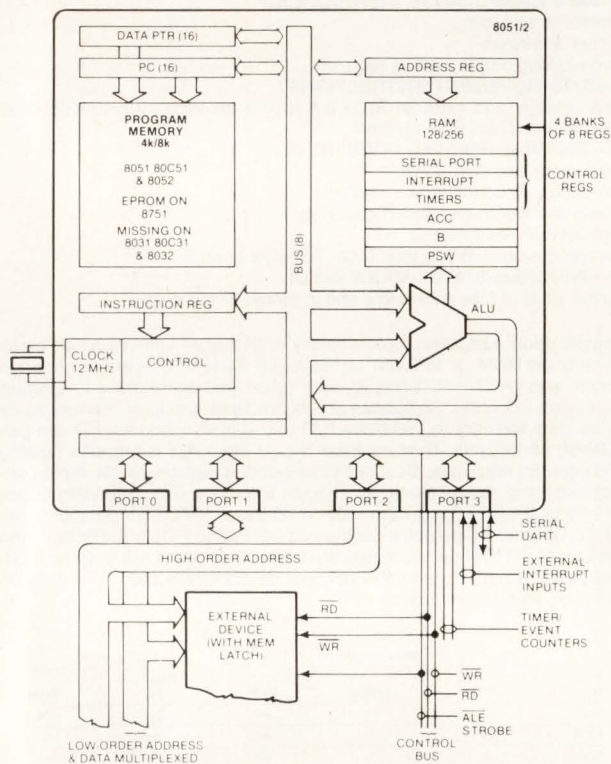 8051/2
DATA PTR (16)
PC (16)
ADDRESS REG
PROGRAM
MEMORY
4k/8k
8051 80C51
& 8052
EPROM ON
8751
MISSING ON
8031 80C31
& 8032
BUS (8)
RAM
128/256
4 BANKS
OF 8 REGS
SERIAL PORT
INTERRUPT
TIMERS
CONTROL
REGS
ACC
B
PSW
INSTRUCTION REG
ALU
CLOCK
12 MHz
CONTROL
PORT 0
PORT 1
PORT 2
PORT 3
SERIAL
UART
HIGH ORDER ADDRESS
EXTERNAL
INTERRUPT
INPUTS
EXTERNAL
DEVICE
(WITH MEM
LATCH)
RD
WR
TIMER/
EVENT
COUNTERS
WR
RD
ALE
STROBE
LOW ORDER ADDRESS
& DATA MULTIPLEXED
CONTROL
BUS